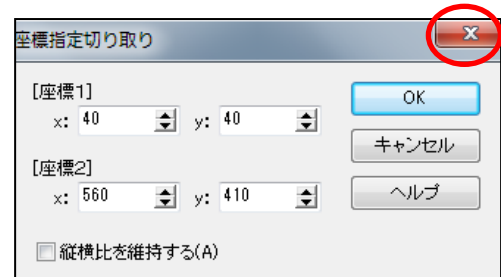 座標指定切り取り
[座標1]
x: 40 y: 40
[座標2]
x: 560 y: 410
縦横比を維持する(A)
OK
キャンセル
ヘルプ